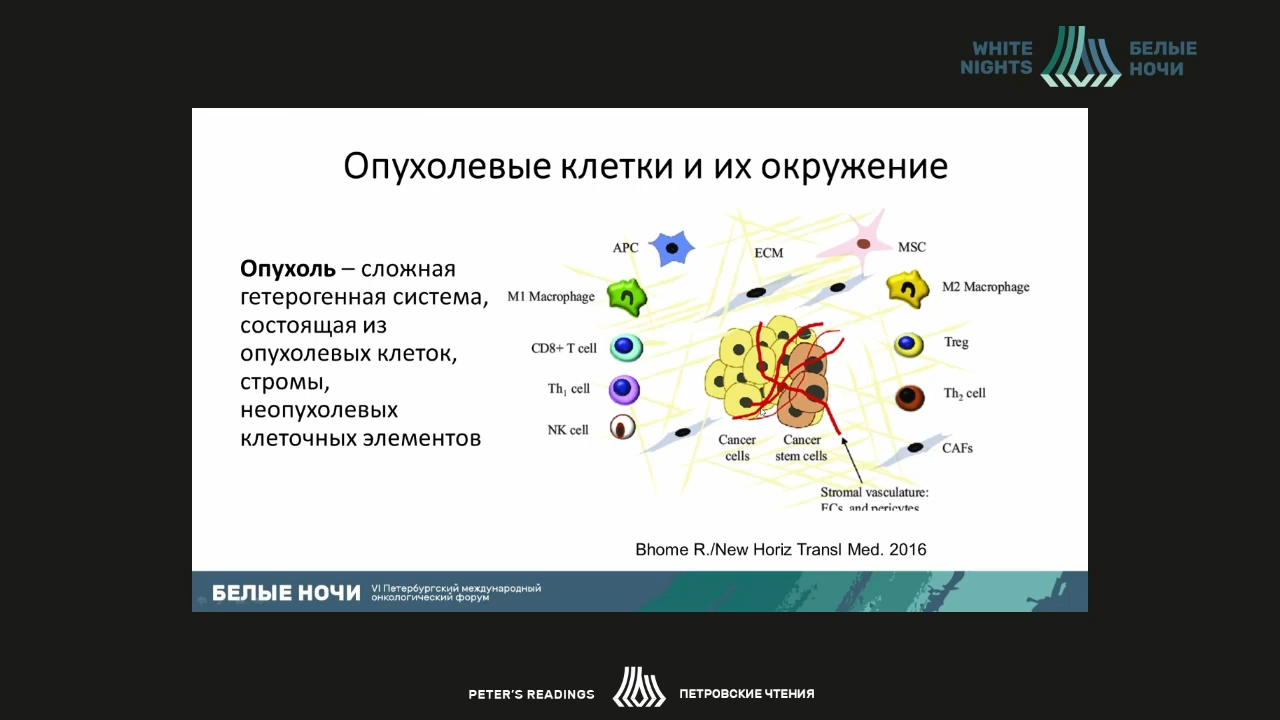 WHITE
NIGHTS
БЕЛЫЕ
НОЧИ
Опухолевые клетки и их окружение
Опухоль – сложная
гетерогенная система,
состоящая из
опухолевых клеток,
стромы,
неопухолевых
клеточных элементов
APC
ECM
MSC
M1 Macrophage
M2 Macrophage
CD8+ T cell
Treg
Th1 cell
Th2 cell
NK cell
Cancer
cells
Cancer
stem cells
CAFs
Stromal vasculature:
ECs, and pericytes
Bhome R./New Horiz Transl Med. 2016
БЕЛЫЕ НОЧИ
VI Петербургский международный
онкологический форум
PETER'S READINGS
ПЕТРОВСКИЕ ЧТЕНИЯ